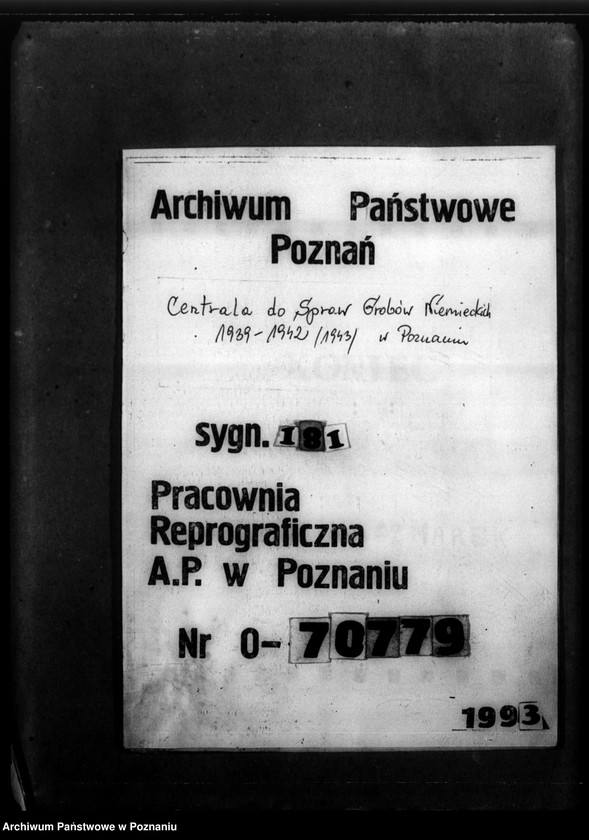 Archiwum Państwowe
Poznań
Centrala do Spraw Grobów Niemieckich
1939-1942 /1943/ w Poznaniu
sygn. 181
Pracownia
Reprograficzna
A.P. w Poznaniu
Nr 0-70779
1993
Archiwum Państwowe w Poznaniu